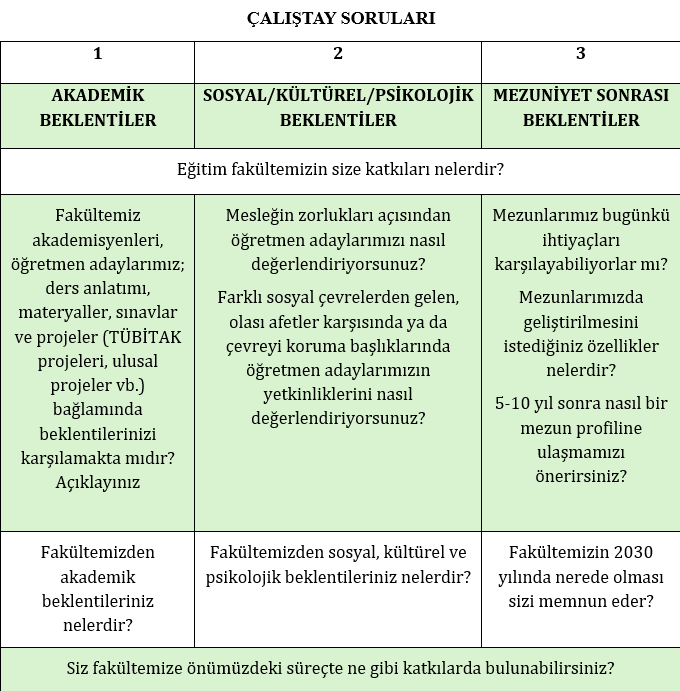 ÇALIŞTAY SORULARI
1
2
3
AKADEMİK
BEKLENTİLER
SOSYAL/KÜLTÜREL/PSİKOLOJİK
BEKLENTİLER
MEZUNİYET SONRASI
BEKLENTİLER
Eğitim fakültemizin size katkıları nelerdir?
Fakültemiz
akademisyenleri,
öğretmen adaylarımız;
ders anlatımı,
materyaller, sınavlar
ve projeler (TÜBİTAK
projeleri, ulusal
projeler vb.)
bağlamında
beklentilerinizi
karşılamakta mıdır?
Açıklayınız
Mesleğin zorlukları açısından
öğretmen adaylarımızı nasıl
değerlendiriyorsunuz?
Farklı sosyal çevrelerden gelen,
olası afetler karşısında ya da
çevreyi koruma başlıklarında
öğretmen adaylarımızın
yetkinliklerini nasıl
değerlendiriyorsunuz?
Mezunlarımız bugünkü
ihtiyaçları
karşılayabiliyorlar mı?
Mezunlarımızda
geliştirilmesini
istediğiniz özellikler
nelerdir?
5-10 yıl sonra nasıl bir
mezun profiline
ulaşmamızı
önerirsiniz?
Fakültemizden
akademik
beklentileriniz
nelerdir?
Fakültemizden sosyal, kültürel ve
psikolojik beklentileriniz nelerdir?
Fakültemizin 2030
yılında nerede olması
sizi memnun eder?
Siz fakültemize önümüzdeki süreçte ne gibi katkılarda bulunabilirsiniz?